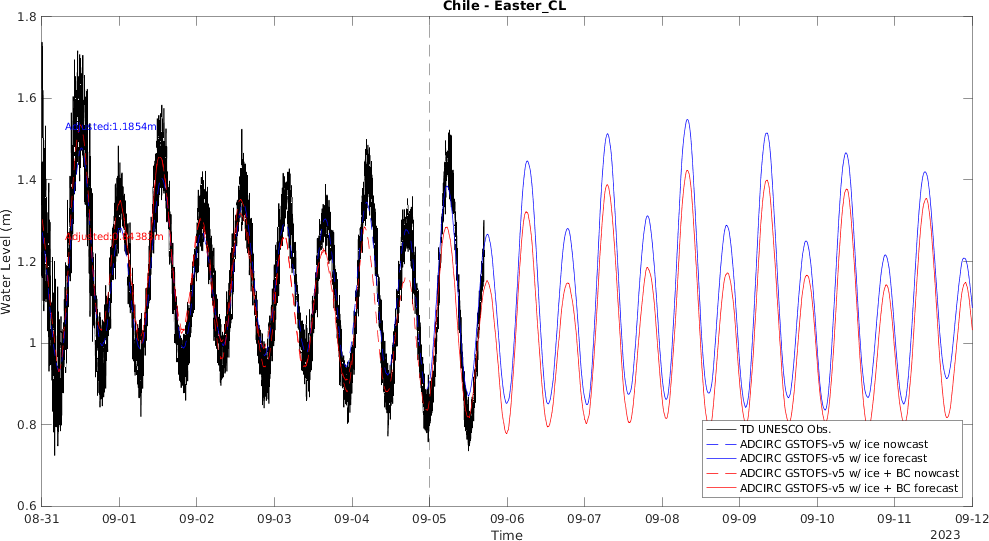 Chile - Easter_CL
Water Level (m)
1.8
1.6
1.4
1.2
1
0.8
0.6
Adjusted:1.1854m
08-31
09-01
09-02
09-03
09-04
09-05
09-06
09-07
09-08
09-09
09-10
09-11
09-12
2023
Time
TD UNESCO Obs.
ADCIRC GSTOFS-v5 w/ ice nowcast
ADCIRC GSTOFS-v5 w/ ice forecast
ADCIRC GSTOFS-v5 w/ ice + BC nowcast
ADCIRC GSTOFS-v5 w/ ice + BC forecast